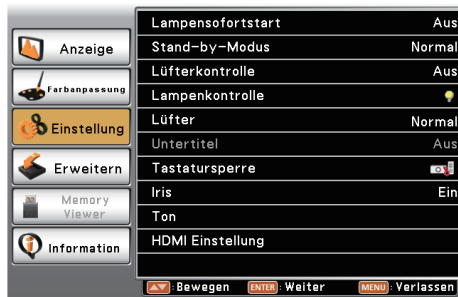 Anzeige
Farbanpassung
Einstellung
Erweitern
Memory
Viewer
Information
Lampensofortstart Aus
Stand-by-Modus Normal
Lüfterkontrolle Aus
Lampenkontrolle
Lüfter Normal
Untertitel Aus
Tastatursperre
Iris Ein
Ton
HDMI Einstellung
:Bewegen ENTER :Weiter MENU :Verlassen